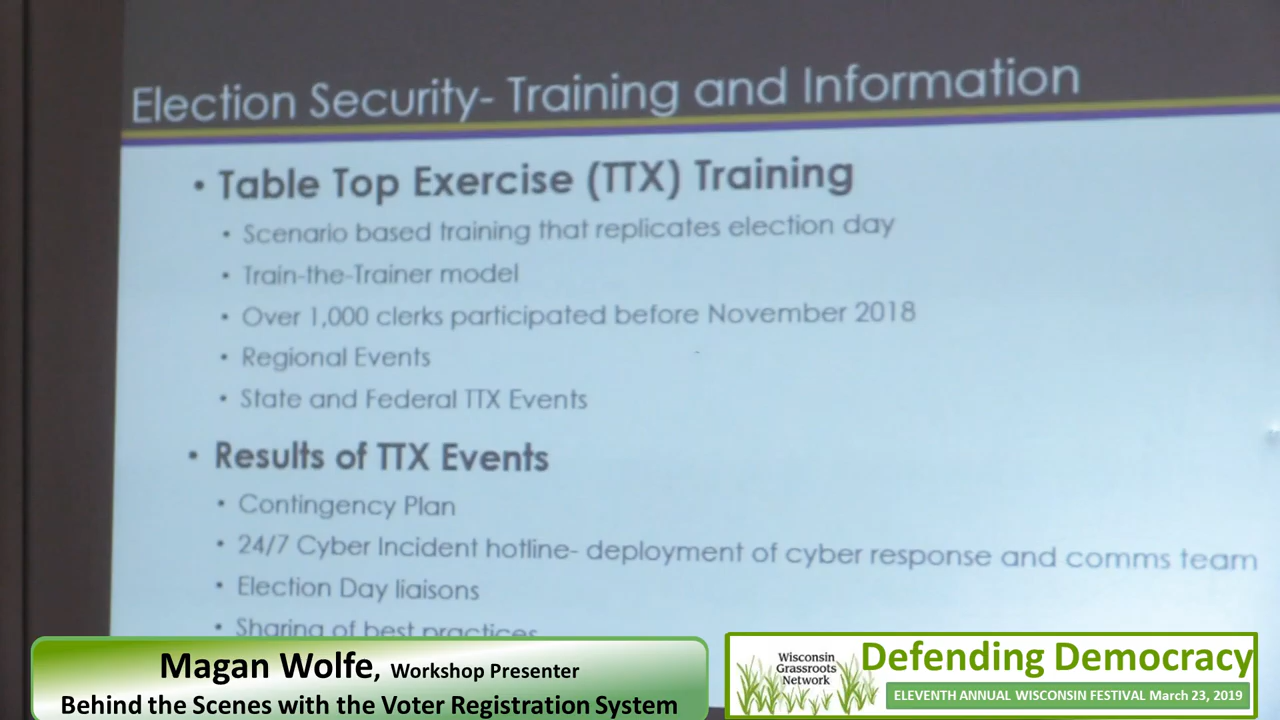 Election Security- Training and Information
• Table Top Exercise (TTX) Training
• Scenario based training that replicates election day
• Train-the-Trainer model
• Over 1,000 clerks participated before November 2018
• Regional Events
• State and Federal TTX Events
• Results of TTX Events
• Contingency Plan
• 24/7 Cyber Incident hotline- deployment of cyber response and comms team
• Election Day liaisons
• Sharing of best practices
Magan Wolfe, Workshop Presenter
Behind the Scenes with the Voter Registration System
Wisconsin
Grassroots
Network
Defending Democracy
ELEVENTH ANNUAL WISCONSIN FESTIVAL March 23, 2019